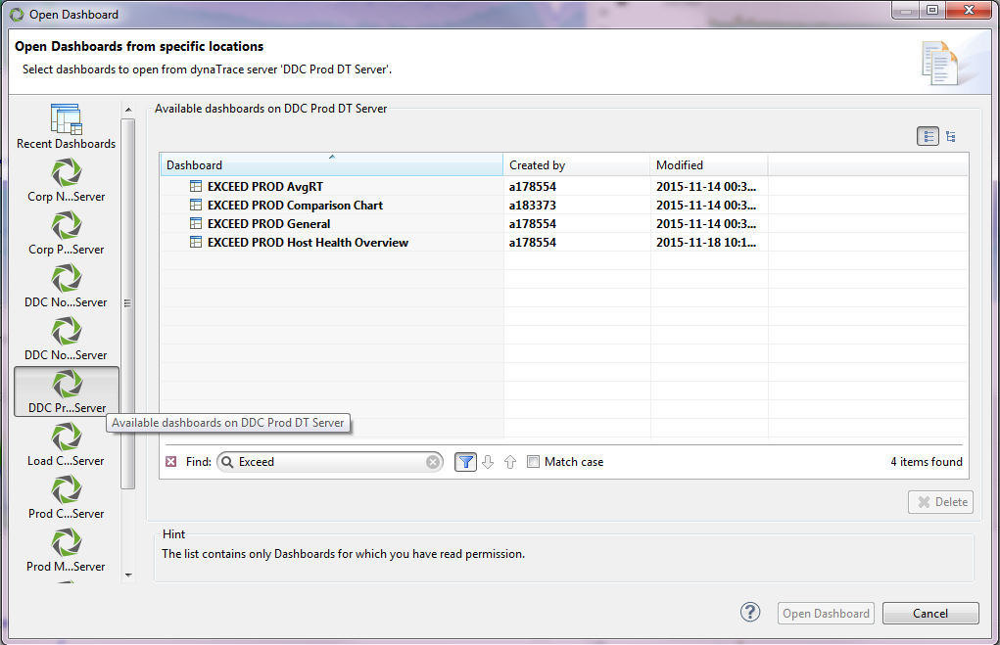 Open Dashboard
Open Dashboards from specific locations
Select dashboards to open from dynaTrace server 'DDC Prod DT Server'.
Recent Dashboards
Corp N...Server
Corp P...Server
DDC No...Server
DDC No...Server
DDC Pr...Server
Load C...Server
Prod C...Server
Prod M...Server
Available dashboards on DDC Prod DT Server
Dashboard Created by Modified
EXCEED PROD AvgRT a178554 2015-11-14 00:3...
EXCEED PROD Comparison Chart a183373 2015-11-14 00:3...
EXCEED PROD General a178554 2015-11-14 00:3...
EXCEED PROD Host Health Overview a178554 2015-11-18 10:1...
Available dashboards on DDC Prod DT Server
Find: Exceed Match case 4 items found
Delete
Hint
The list contains only Dashboards for which you have read permission.
? Open Dashboard Cancel